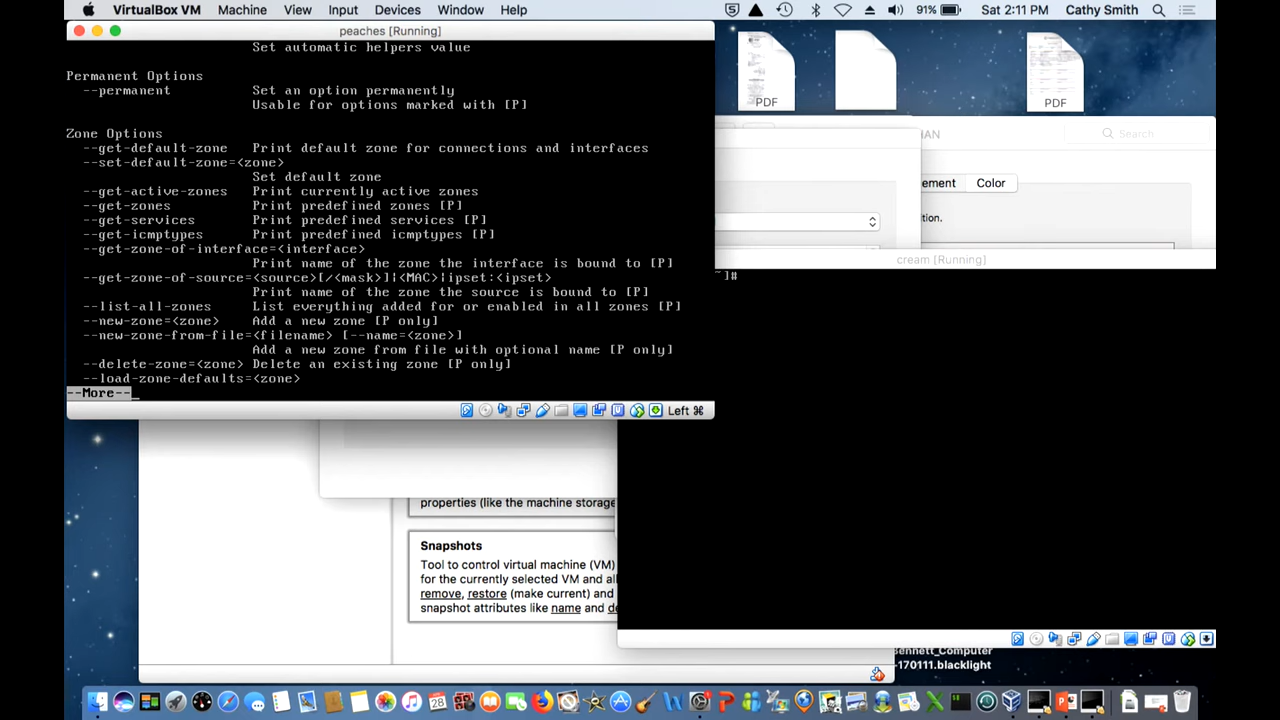 VirtualBox VM Machine View Input Devices Window Help 91% Sat 2:11 PM Cathy Smith
peaches [Running]
Set automatic helpers value
Permanent Options
--permanent Set an option permanently
Usable for options marked with [P]
Zone Options
--get-default-zone Print default zone for connections and interfaces
--set-default-zone=<zone>
Set default zone
--get-active-zones Print currently active zones
--get-zones Print predefined zones [P]
--get-services Print predefined services [P]
--get-icmptypes Print predefined icmptypes [P]
--get-zone-of-interface=<interface>
Print name of the zone the interface is bound to [P]
--get-zone-of-source=<source>[/<mask>]|<MAC>|ipset:<ipset>
Print name of the zone the source is bound to [P]
--list-all-zones List everything added for or enabled in all zones [P]
--new-zone=<zone> Add a new zone [P only]
--new-zone-from-file=<filename> [--name=<zone>]
Add a new zone from file with optional name [P only]
--delete-zone=<zone> Delete an existing zone [P only]
--load-zone-defaults=<zone>
--More--
Left ⌘
PDF
PDF
HAN
Search
ement Color
ition.
cream [Running]
~ ]#
properties (like the machine storage
Snapshots
Tool to control virtual machine (VM)
for the currently selected VM and al
remove, restore (make current) and
snapshot attributes like name and de
Bennett_Computer
-170111.blacklight